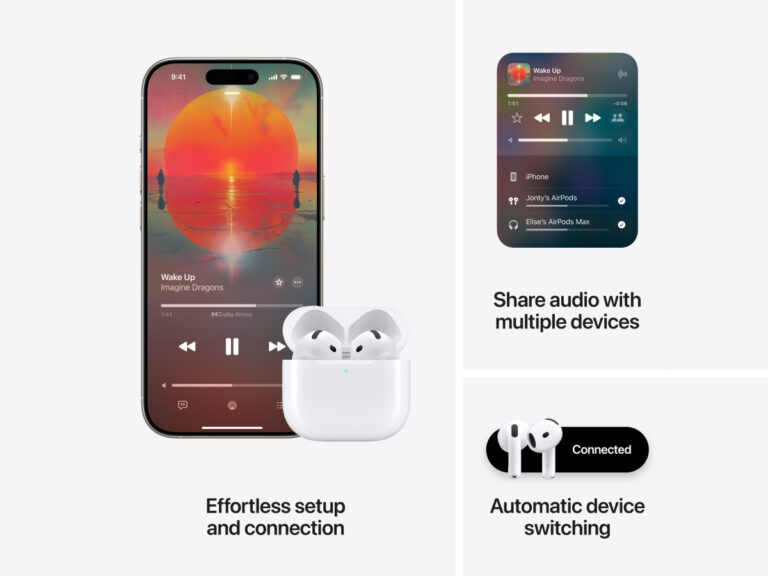 9:41
Wake Up
Imagine Dragons
1:51
Dolby Atmos
Effortless setup
and connection
Wake Up
Imagine Dragons
1:51
-0:56
iPhone
Jonty's AirPods
Elise's AirPods Max
Share audio with
multiple devices
Connected
Automatic device
switching